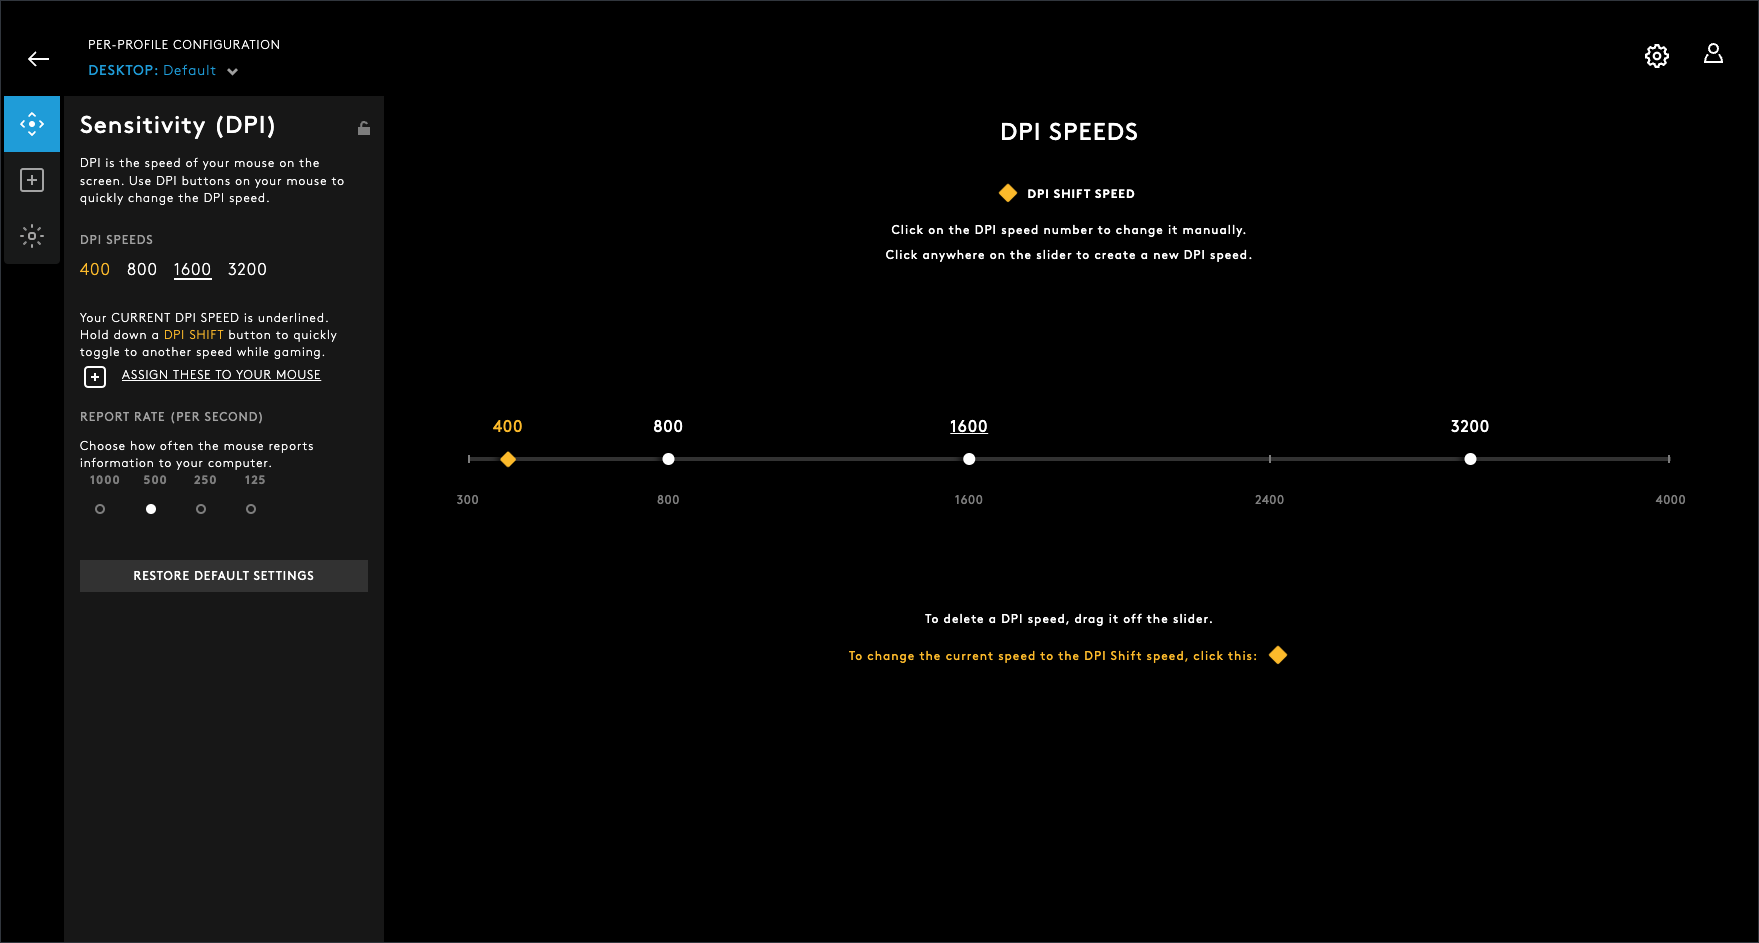 PER-PROFILE CONFIGURATION
DESKTOP: Default
Sensitivity (DPI)
DPI is the speed of your mouse on the
screen. Use DPI buttons on your mouse to
quickly change the DPI speed.
DPI SPEEDS
400 800 1600 3200
Your CURRENT DPI SPEED is underlined.
Hold down a DPI SHIFT button to quickly
toggle to another speed while gaming.
ASSIGN THESE TO YOUR MOUSE
REPORT RATE (PER SECOND)
Choose how often the mouse reports
information to your computer.
1000 500 250 125
RESTORE DEFAULT SETTINGS
DPI SPEEDS
DPI SHIFT SPEED
Click on the DPI speed number to change it manually.
Click anywhere on the slider to create a new DPI speed.
400 800 1600 3200
300 800 1600 2400 4000
To delete a DPI speed, drag it off the slider.
To change the current speed to the DPI Shift speed, click this: